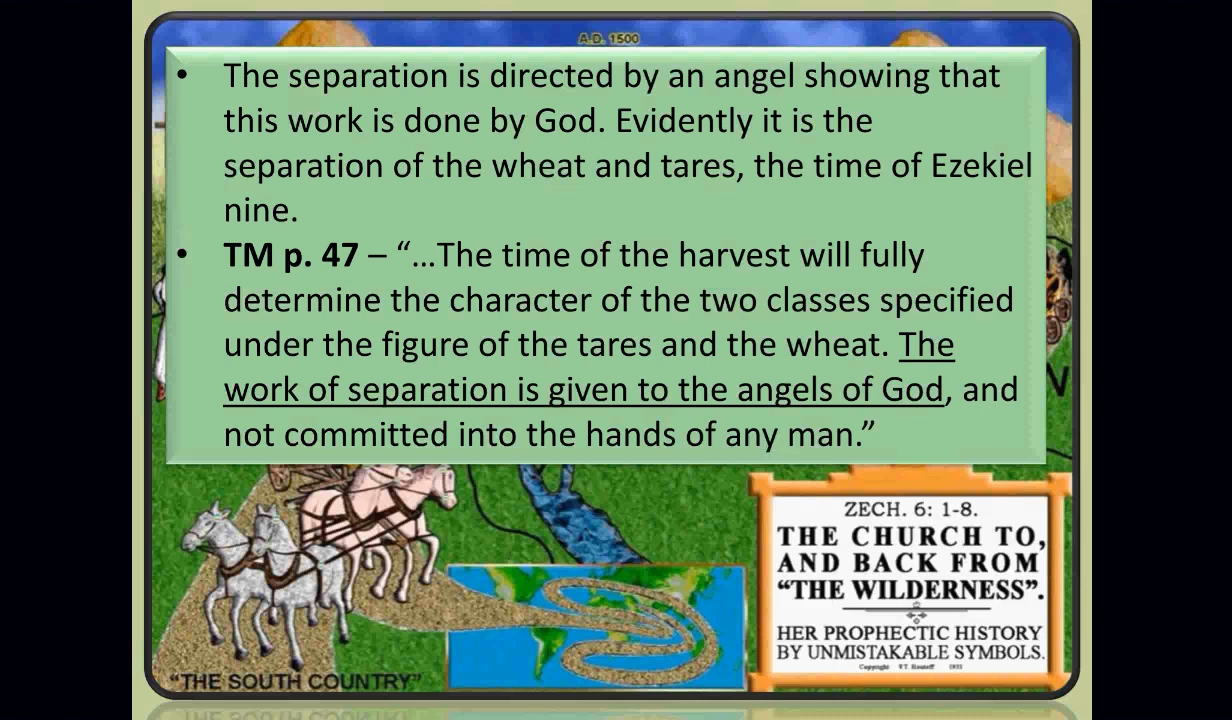 A.D. 1500
• The separation is directed by an angel showing that
this work is done by God. Evidently it is the
separation of the wheat and tares, the time of Ezekiel
nine.
• TM p. 47 – “…The time of the harvest will fully
determine the character of the two classes specified
under the figure of the tares and the wheat. The
work of separation is given to the angels of God, and
not committed into the hands of any man.”
ZECH. 6: 1-8.
THE CHURCH TO,
AND BACK FROM
“THE WILDERNESS”.
HER PROPHECTIC HISTORY
BY UNMISTAKABLE SYMBOLS.
Copyright V.T. Houteff 1933
“THE SOUTH COUNTRY”